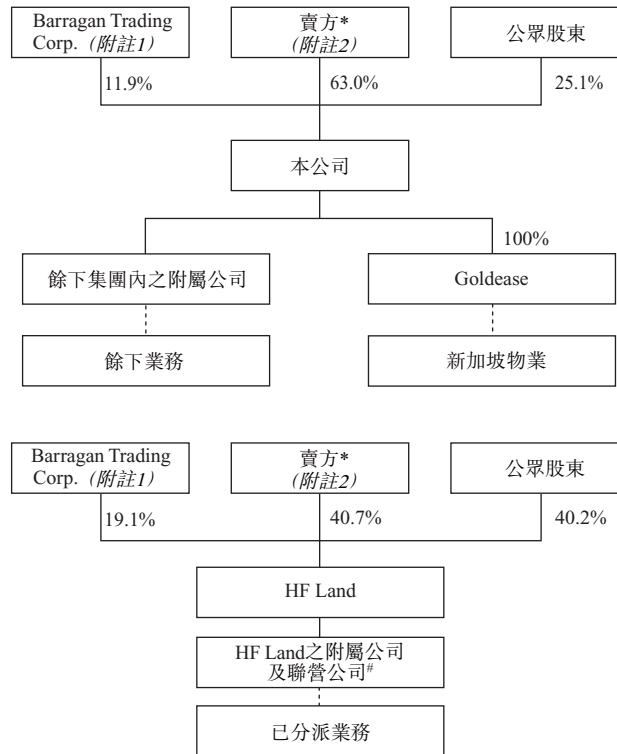 Barragan Trading
Corp.（附註1）
賣方*
（附註2）
公眾股東
11.9%
63.0%
25.1%
本公司
100%
餘下集團內之附屬公司
Goldease
餘下業務
新加坡物業
Barragan Trading
Corp.（附註1）
賣方*
（附註2）
公眾股東
19.1%
40.7%
40.2%
HF Land
HF Land之附屬公司
及聯營公司#
已分派業務